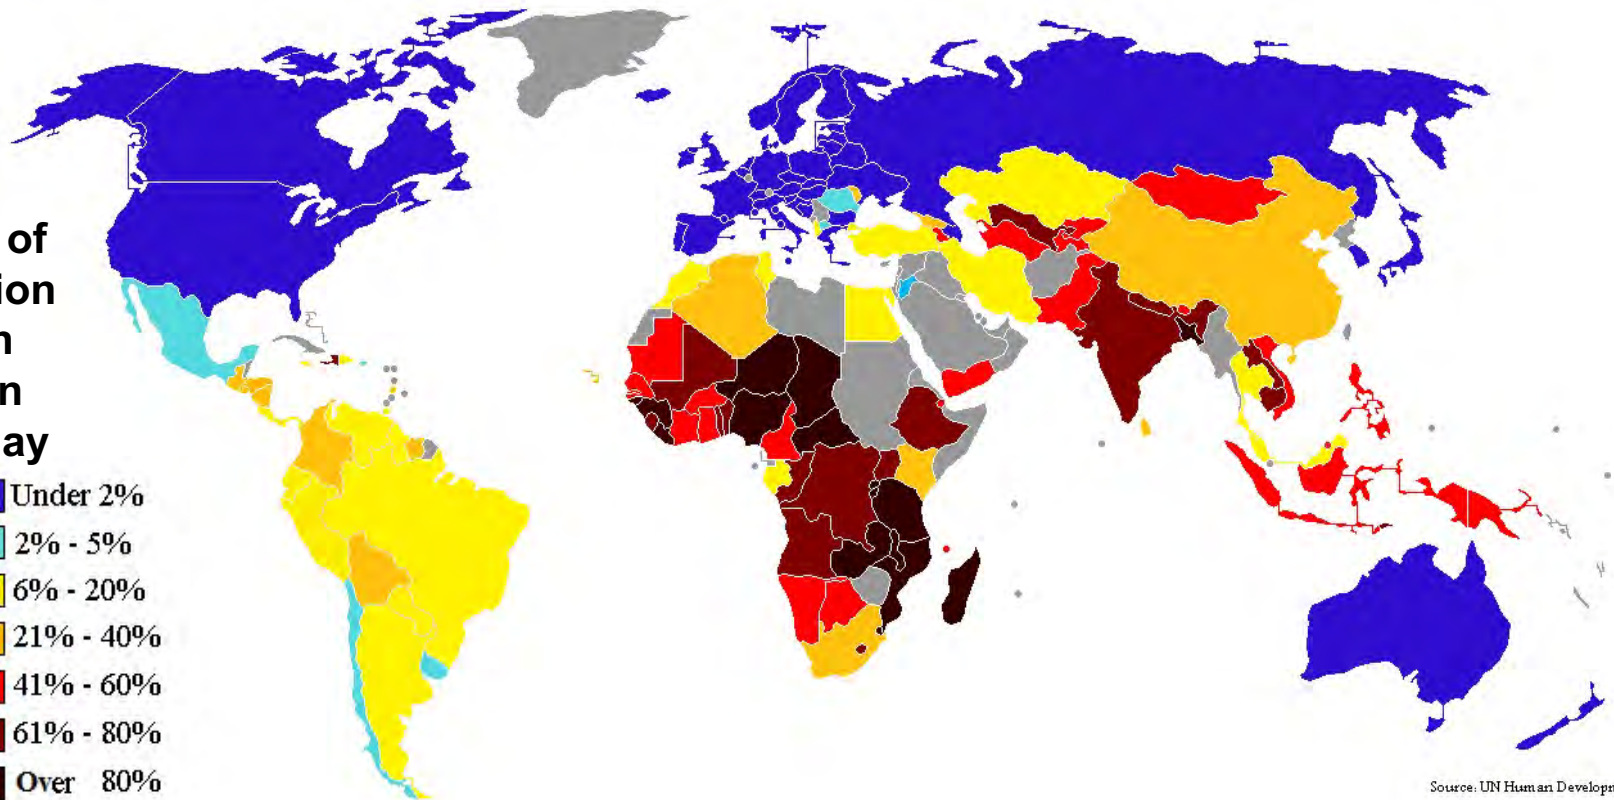 of
ion
n
n
ay
Under 2%
2% - 5%
6% - 20%
21% - 40%
41% - 60%
61% - 80%
Over 80%
Source: UN Human Developm